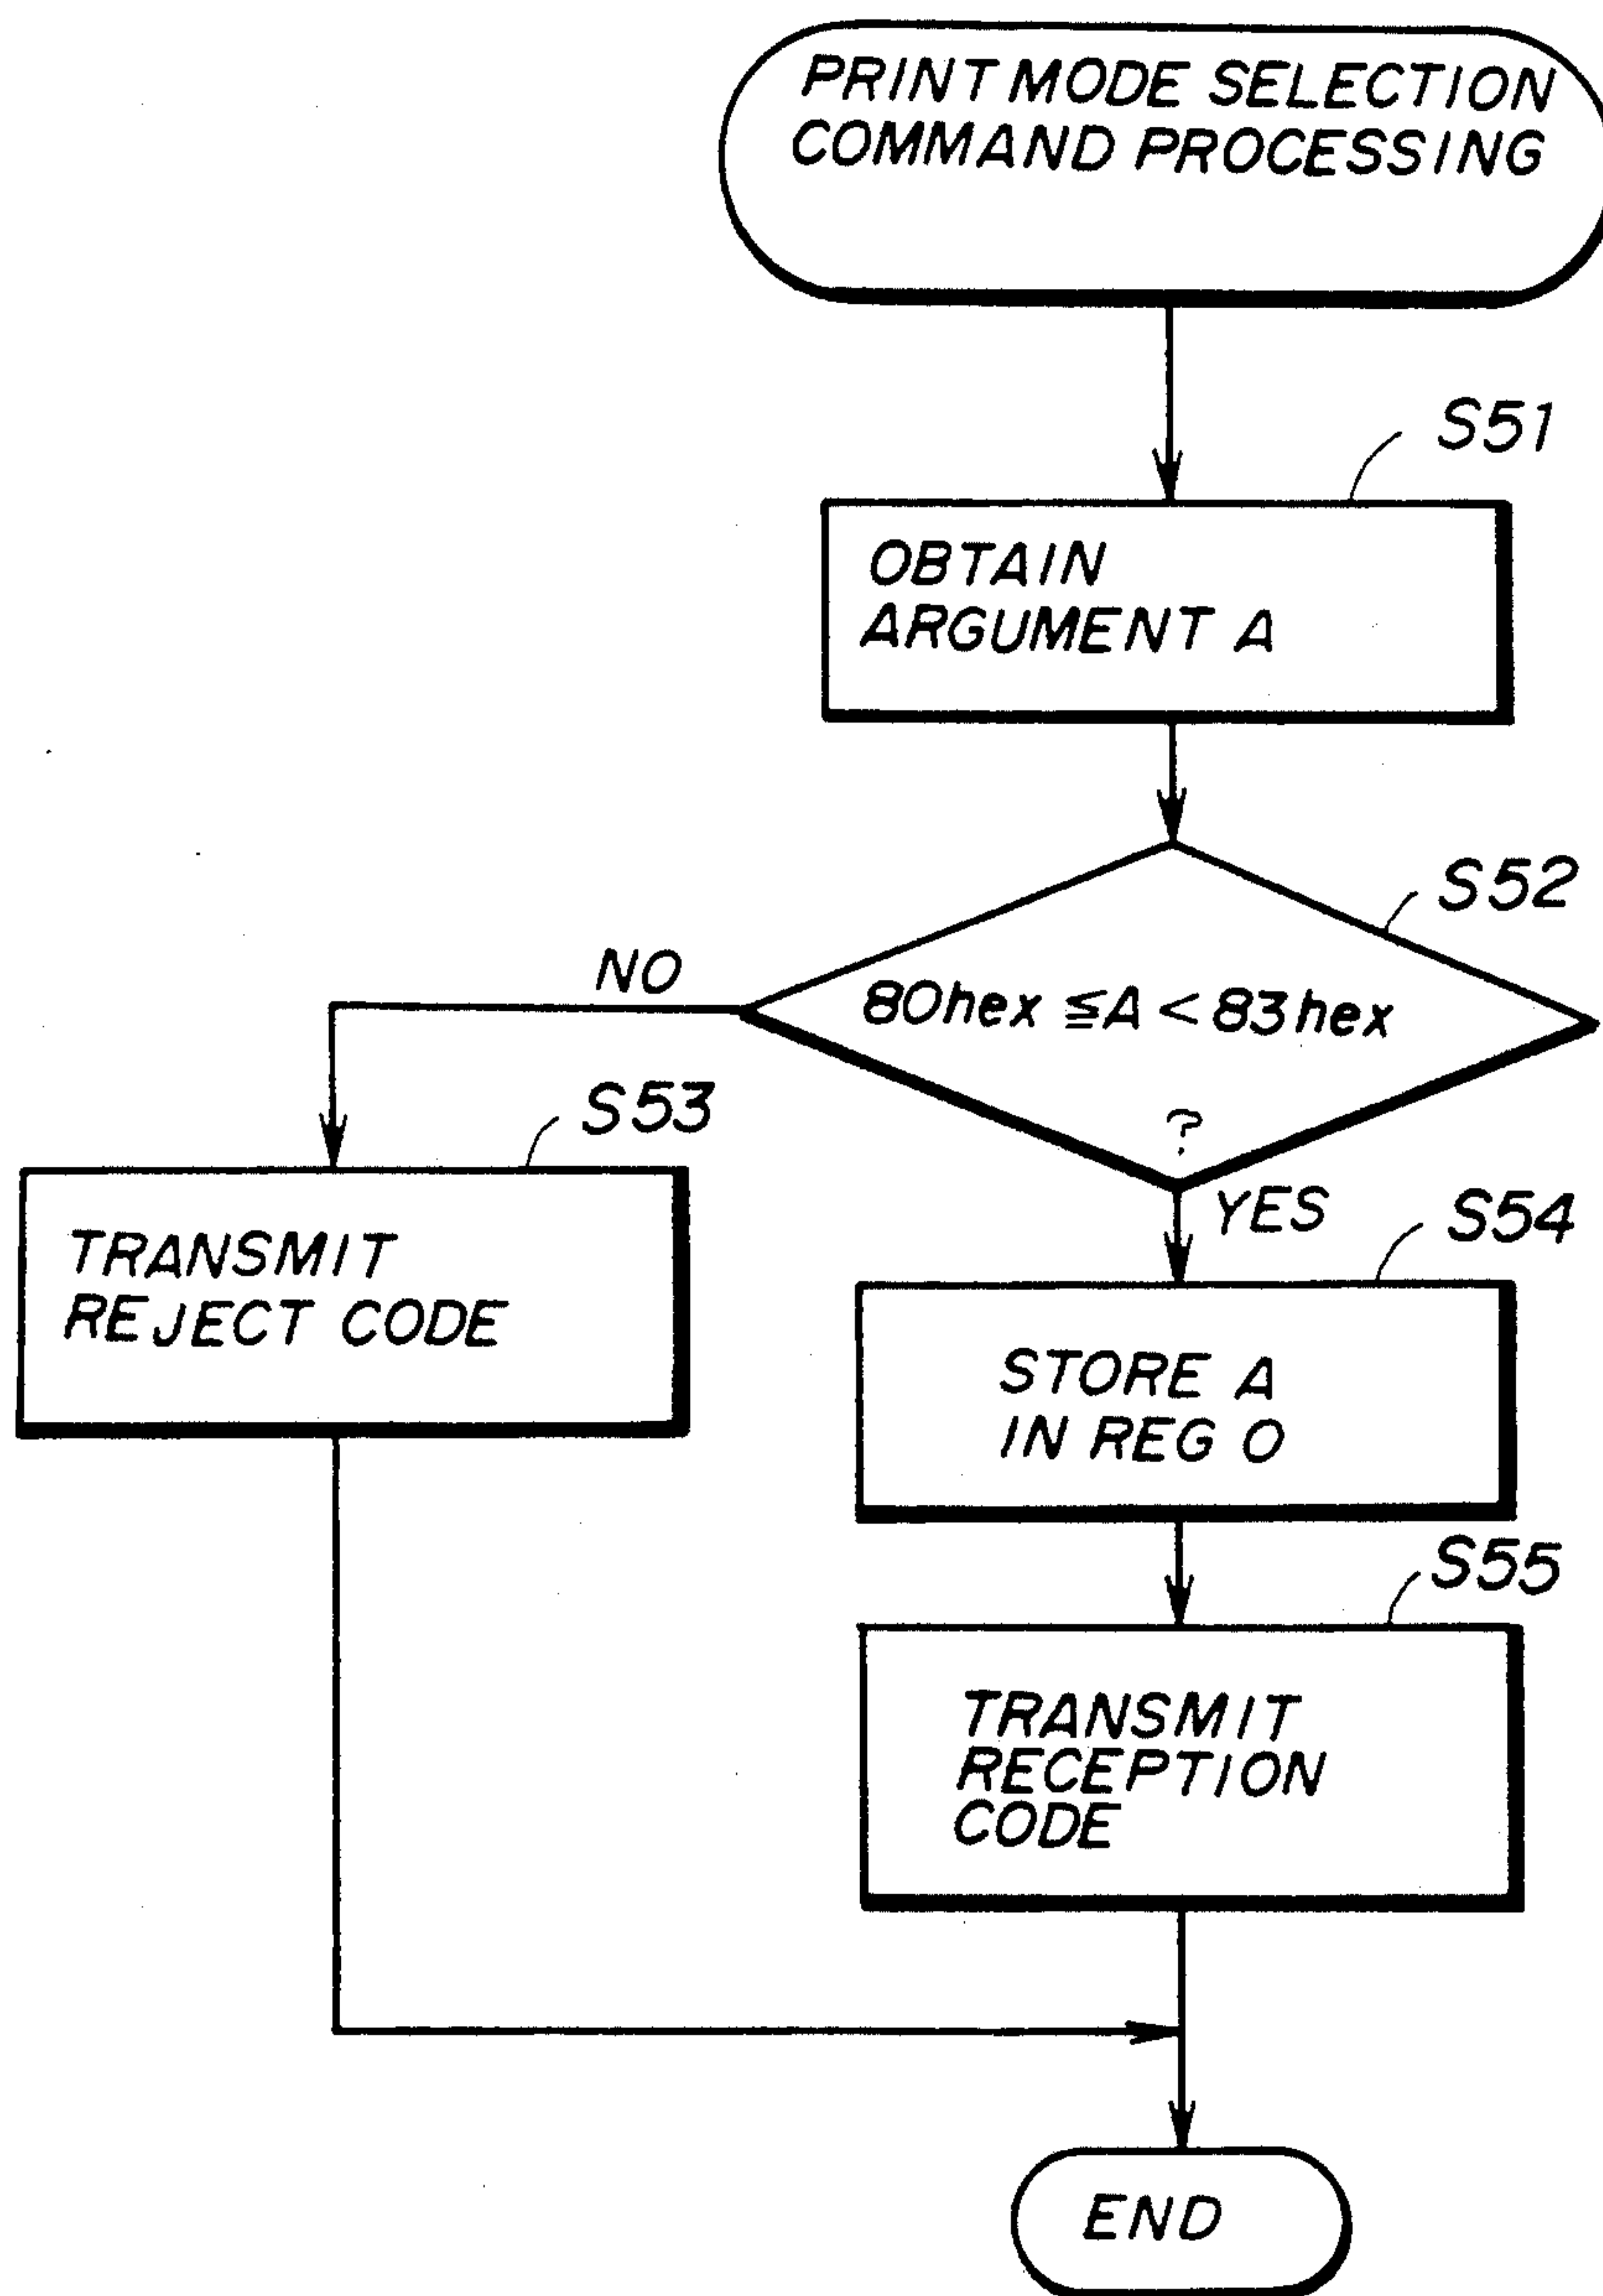 PRINT MODE SELECTION
COMMAND PROCESSING
S51
OBTAIN
ARGUMENT A
S52
NO
80hex ≦A < 83hex
?
S53
YES
S54
TRANSMIT
REJECT CODE
STORE A
IN REG O
S55
TRANSMIT
RECEPTION
CODE
END